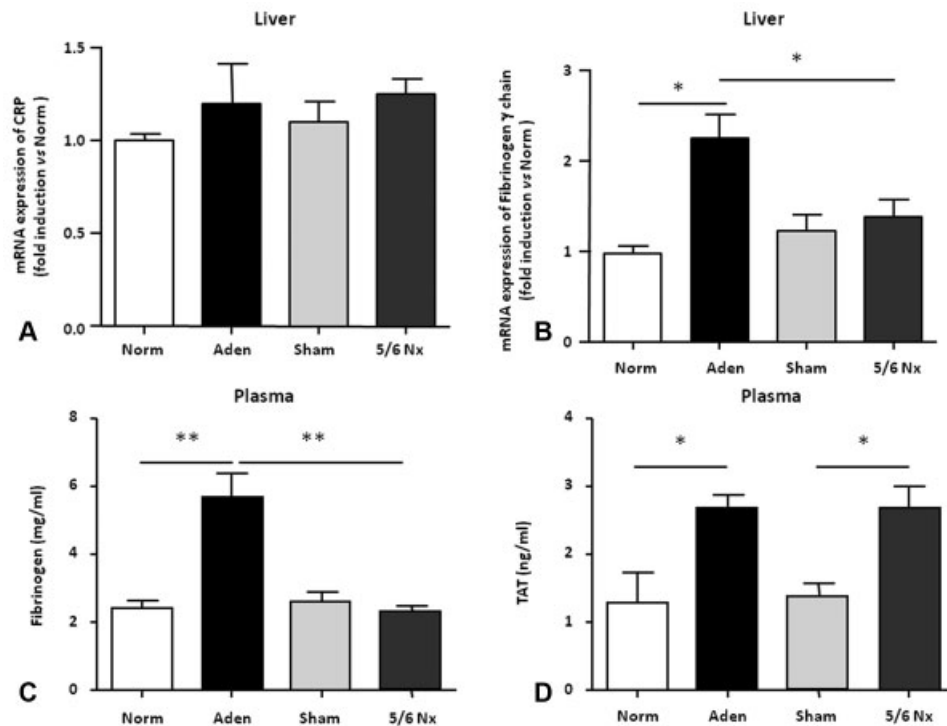 Liver
mRNA expression of CRP
(fold induction vs Norm )
1.5
1.0
0.5
0.0
A
Norm Aden Sham 5/6 Nx
Liver
mRNA expression of Fibrinogen γ chain
(fold induction vs Norm )
3
2
1
0
* *
B
Norm Aden Sham 5/6 Nx
Plasma
Fibrinogen (mg/ml)
8
6
4
2
0
** **
C
Norm Aden Sham 5/6 Nx
Plasma
TAT (ng/ml)
4
3
2
1
0
* *
D
Norm Aden Sham 5/6 Nx